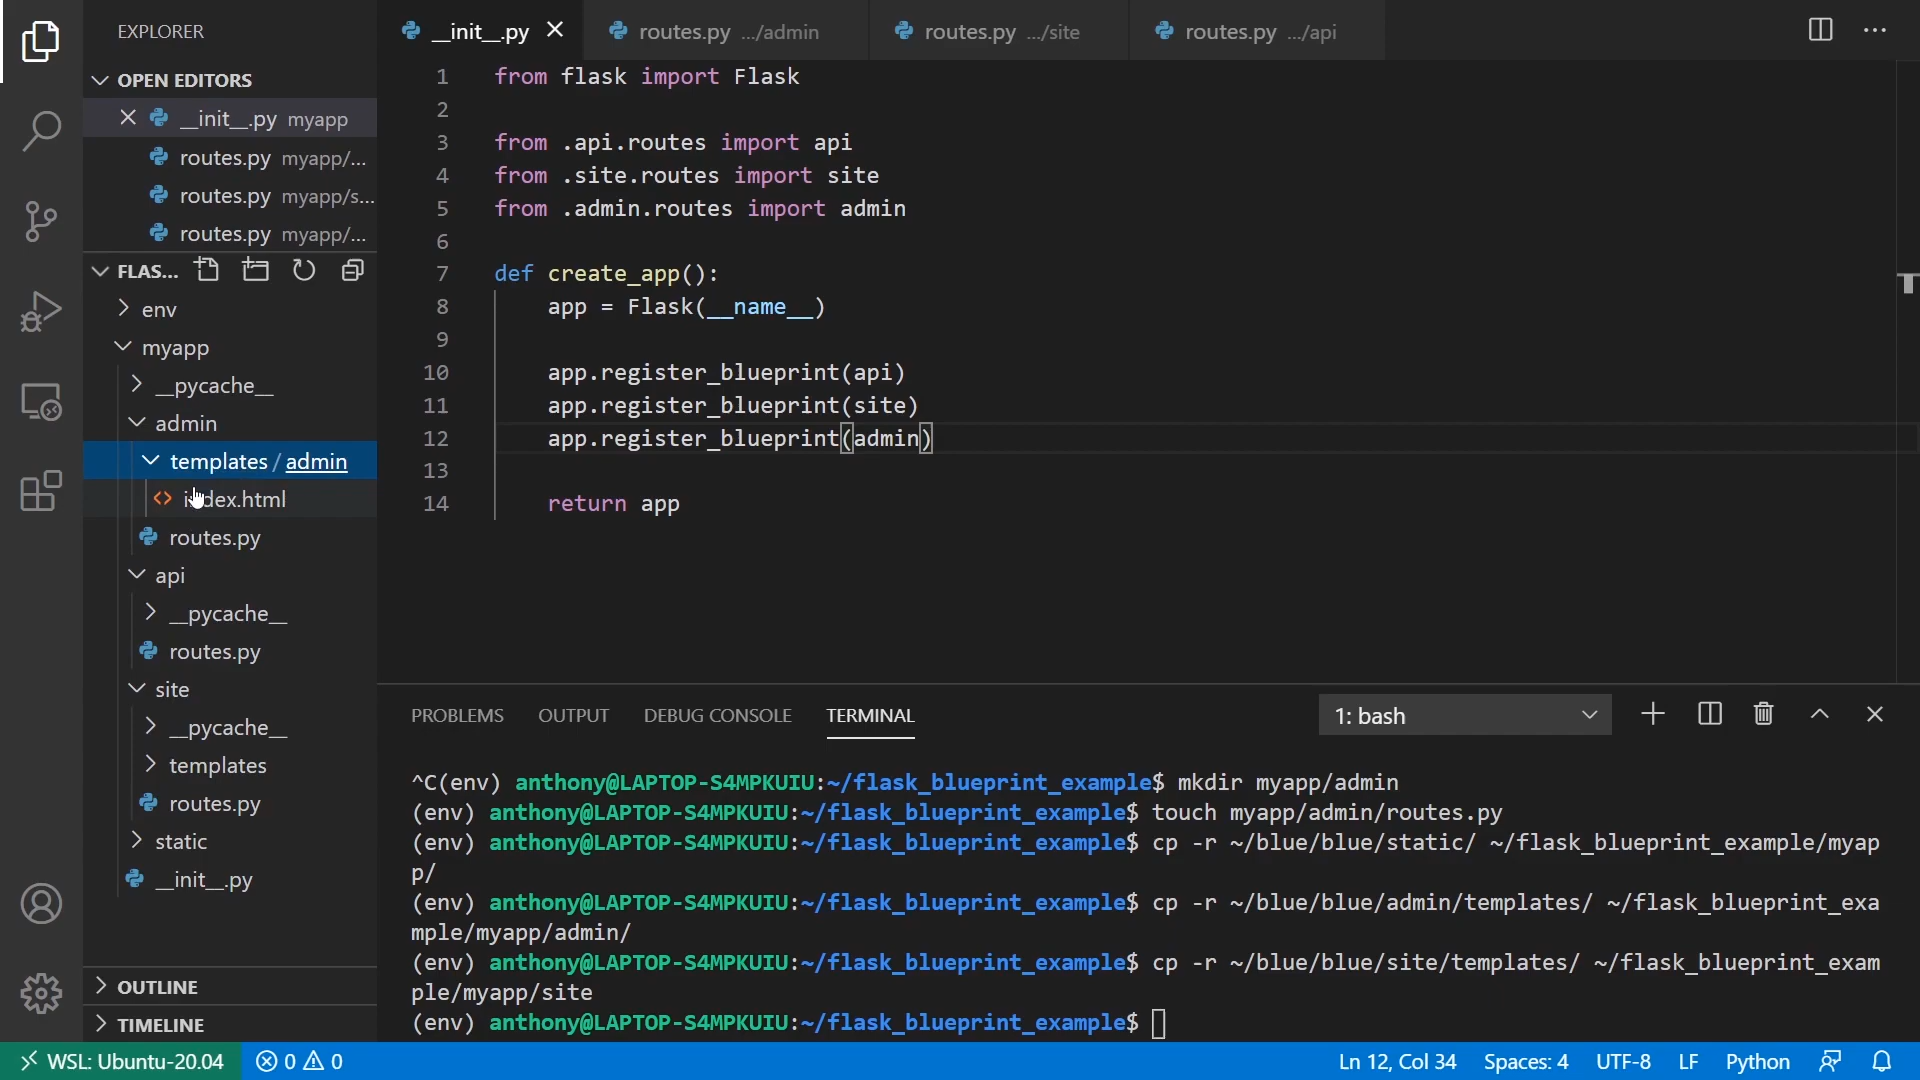 EXPLORER
OPEN EDITORS
__init__.py myapp
routes.py myapp/...
routes.py myapp/s...
routes.py myapp/...
FLAS...
env
myapp
__pycache__
admin
templates / admin
index.html
routes.py
api
__pycache__
routes.py
site
__pycache__
templates
routes.py
static
__init__.py
OUTLINE
TIMELINE
__init__.py
routes.py .../admin
routes.py .../site
routes.py .../api
1 from flask import Flask
2
3 from .api.routes import api
4 from .site.routes import site
5 from .admin.routes import admin
6
7 def create_app():
8 app = Flask(__name__)
9
10 app.register_blueprint(api)
11 app.register_blueprint(site)
12 app.register_blueprint(admin)
13
14 return app
PROBLEMS OUTPUT DEBUG CONSOLE TERMINAL
1: bash
^C(env) anthony@LAPTOP-S4MPKUIU:~/flask_blueprint_example$ mkdir myapp/admin
(env) anthony@LAPTOP-S4MPKUIU:~/flask_blueprint_example$ touch myapp/admin/routes.py
(env) anthony@LAPTOP-S4MPKUIU:~/flask_blueprint_example$ cp -r ~/blue/blue/static/ ~/flask_blueprint_example/myap
p/
(env) anthony@LAPTOP-S4MPKUIU:~/flask_blueprint_example$ cp -r ~/blue/blue/admin/templates/ ~/flask_blueprint_exa
mple/myapp/admin/
(env) anthony@LAPTOP-S4MPKUIU:~/flask_blueprint_example$ cp -r ~/blue/blue/site/templates/ ~/flask_blueprint_exam
ple/myapp/site
(env) anthony@LAPTOP-S4MPKUIU:~/flask_blueprint_example$
WSL: Ubuntu-20.04 0 0 Ln 12, Col 34 Spaces: 4 UTF-8 LF Python